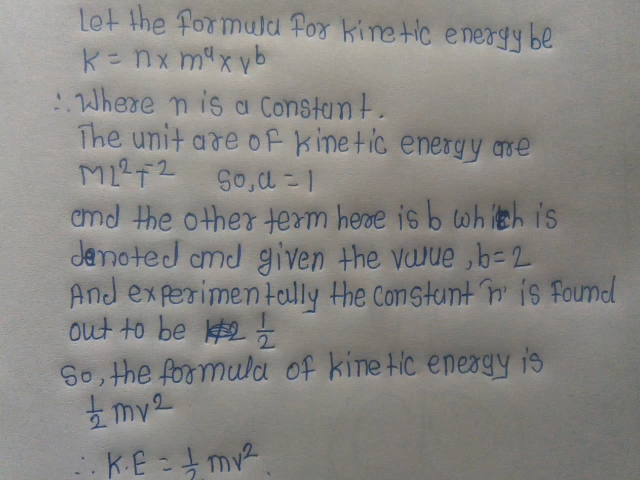 Let the formula for kinetic energy be
K = n x m^a x v^b
∴ Where n is a constant.
The unit are of kinetic energy are
ML²T⁻² so, a = 1
and the other term here is b which is
denoted and given the value, b = 2
And experimentally the constant 'n' is found
out to be ½
So, the formula of kinetic energy is
½ mv²
∴ K.E = ½ mv²